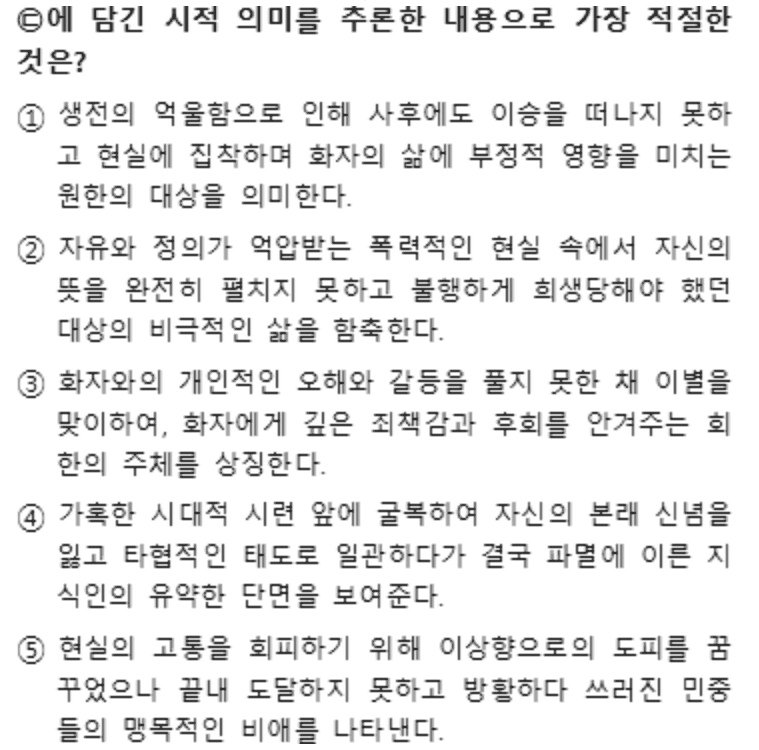 ㉢에 담긴 시적 의미를 추론한 내용으로 가장 적절한
것은?
① 생전의 억울함으로 인해 사후에도 이승을 떠나지 못하
고 현실에 집착하며 화자의 삶에 부정적 영향을 미치는
원한의 대상을 의미한다.
② 자유와 정의가 억압받는 폭력적인 현실 속에서 자신의
뜻을 완전히 펼치지 못하고 불행하게 희생당해야 했던
대상의 비극적인 삶을 함축한다.
③ 화자와의 개인적인 오해와 갈등을 풀지 못한 채 이별을
맞이하여, 화자에게 깊은 죄책감과 후회를 안겨주는 회
한의 주체를 상징한다.
④ 가혹한 시대적 시련 앞에 굴복하여 자신의 본래 신념을
잃고 타협적인 태도로 일관하다가 결국 파멸에 이른 지
식인의 유약한 단면을 보여준다.
⑤ 현실의 고통을 회피하기 위해 이상향으로의 도피를 꿈
꾸었으나 끝내 도달하지 못하고 방황하다 쓰러진 민중
들의 맹목적인 비애를 나타낸다.